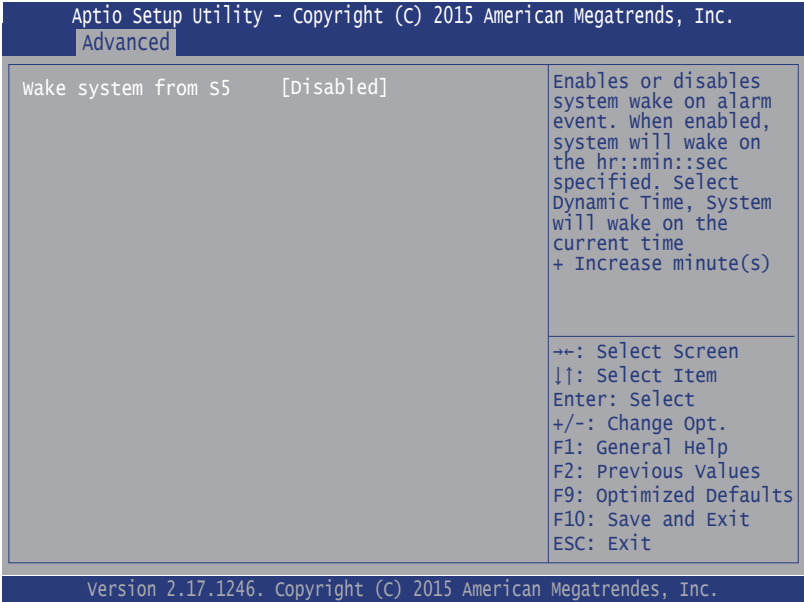 Aptio Setup Utility - Copyright (C) 2015 American Megatrends, Inc.
Advanced
Wake system from S5 [Disabled]
Enables or disables
system wake on alarm
event. When enabled,
system will wake on
the hr::min::sec
specified. Select
Dynamic Time, System
will wake on the
current time
+ Increase minute(s)
→←: Select Screen
↓↑: Select Item
Enter: Select
+/-: Change Opt.
F1: General Help
F2: Previous Values
F9: Optimized Defaults
F10: Save and Exit
ESC: Exit
Version 2.17.1246. Copyright (C) 2015 American Megatrendes, Inc.